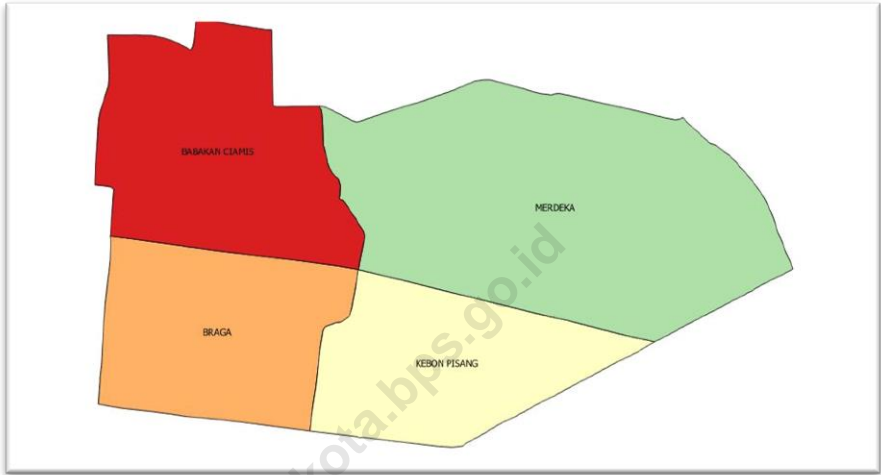 BABAKAN CIAMIS
MERDEKA
BRAGA
KEBON PISANG
kota.bps.go.id